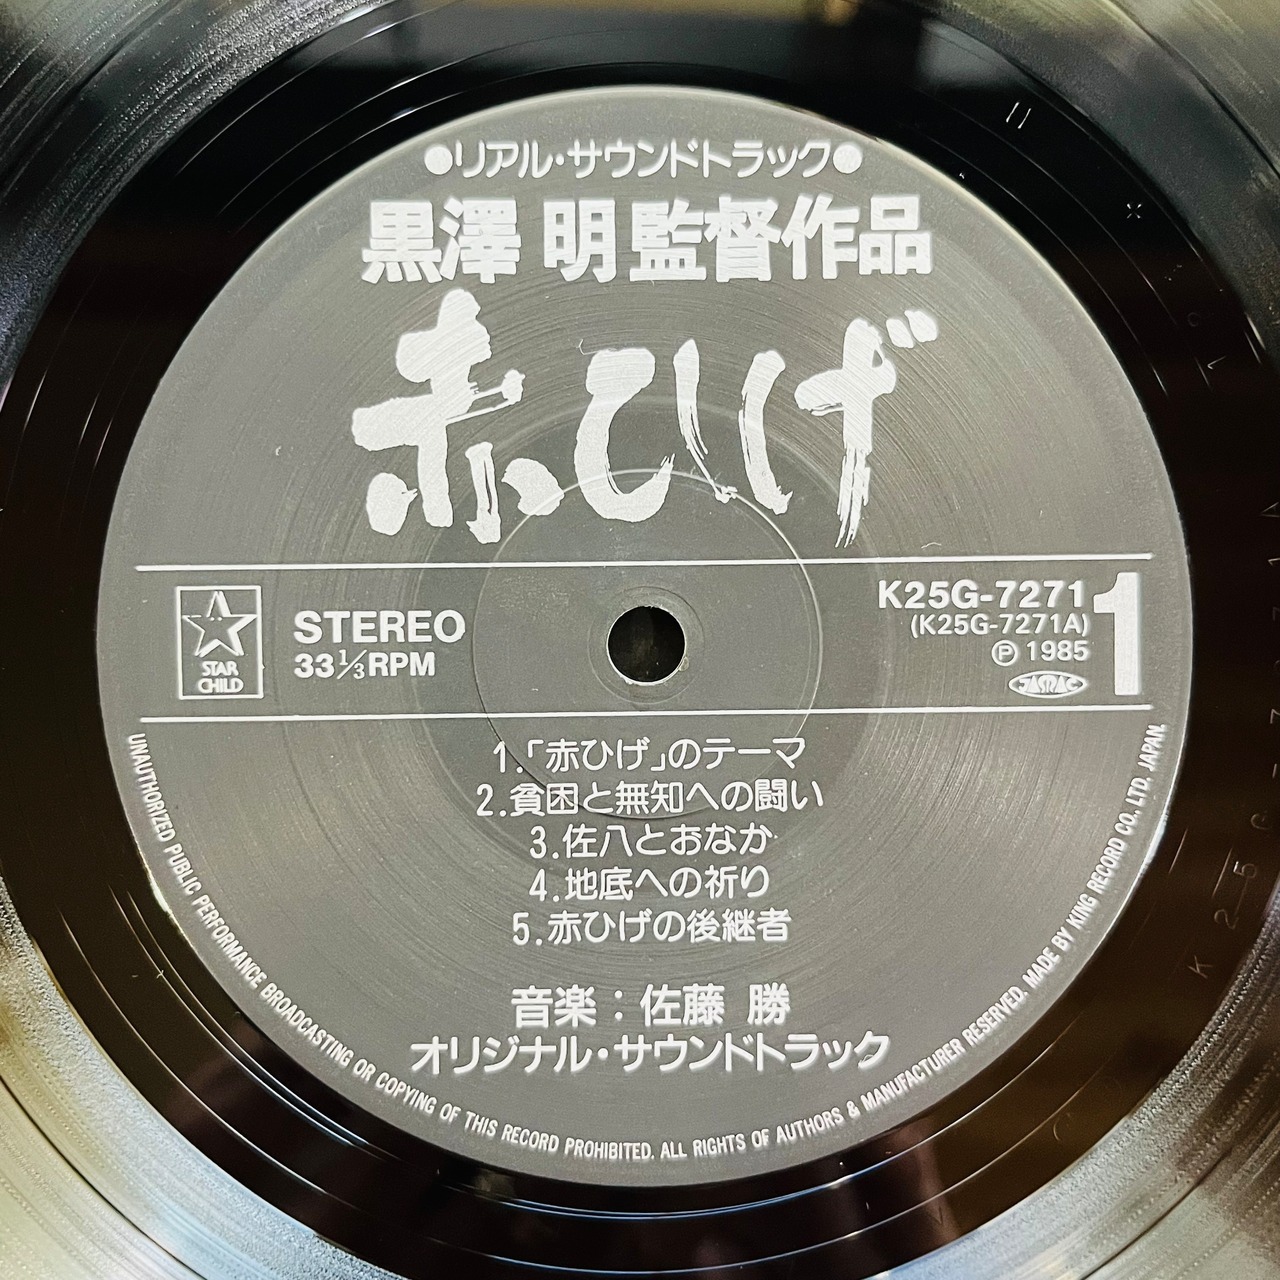 ●リアル・サウンドトラック●
黒澤 明監督作品
赤ひげ
STAR
CHILD
STEREO
33⅓RPM
K25G-7271
(K25G-7271A)
Ⓟ 1985
JASRAC
1
1.「赤ひげ」のテーマ
2.貧困と無知への闘い
3.佐八とおなか
4.地底への祈り
5.赤ひげの後継者
音楽：佐藤 勝
オリジナル・サウンドトラック
UNAUTHORIZED PUBLIC PERFORMANCE BROADCASTING OR COPYING OF THIS RECORD PROHIBITED. ALL RIGHTS OF AUTHORS & MANUFACTURER RESERVED. MADE BY KING RECORD CO., LTD. JAPAN.